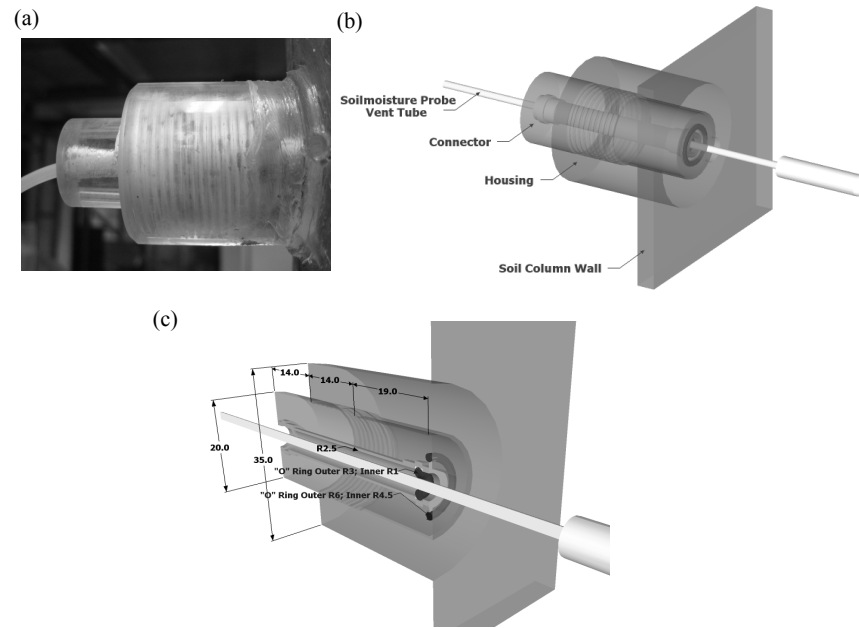 (a)
(b)
Soilmoisture Probe
Vent Tube
Connector
Housing
Soil Column Wall
(c)
14.0
14.0
19.0
20.0
35.0
R2.5
"O" Ring Outer R3; Inner R1
"O" Ring Outer R6; Inner R4.5